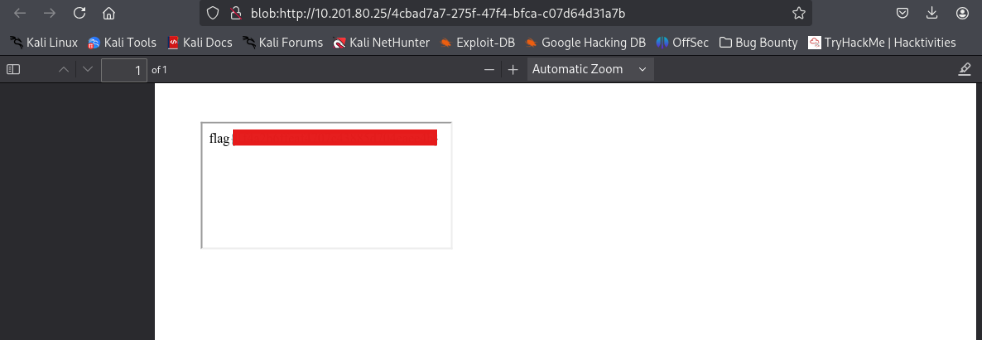 blob:http://10.201.80.25/4cbad7a7-275f-47f4-bfca-c07d64d31a7b
Kali Linux Kali Tools Kali Docs Kali Forums Kali NetHunter Exploit-DB Google Hacking DB OffSec Bug Bounty TryHackMe | Hacktivities
1 of 1 Automatic Zoom
flag